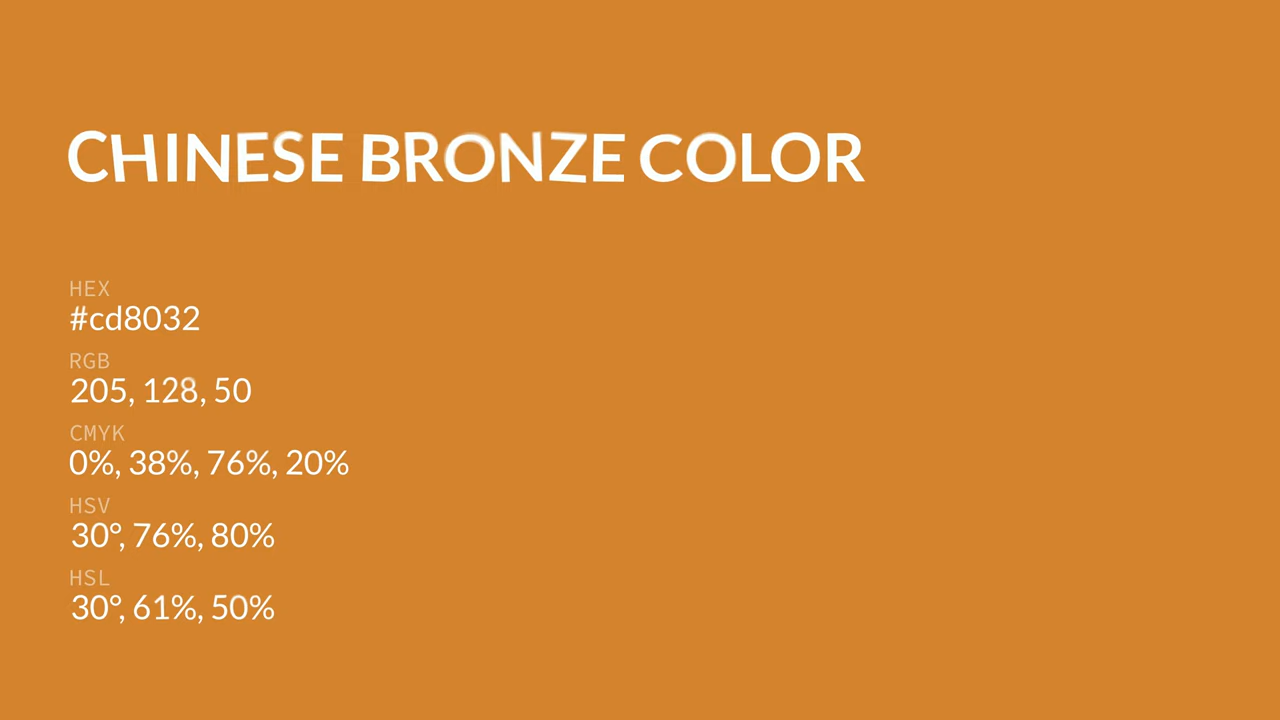 CHINESE BRONZE COLOR
HEX
#cd8032
RGB
205, 128, 50
CMYK
0%, 38%, 76%, 20%
HSV
30°, 76%, 80%
HSL
30°, 61%, 50%